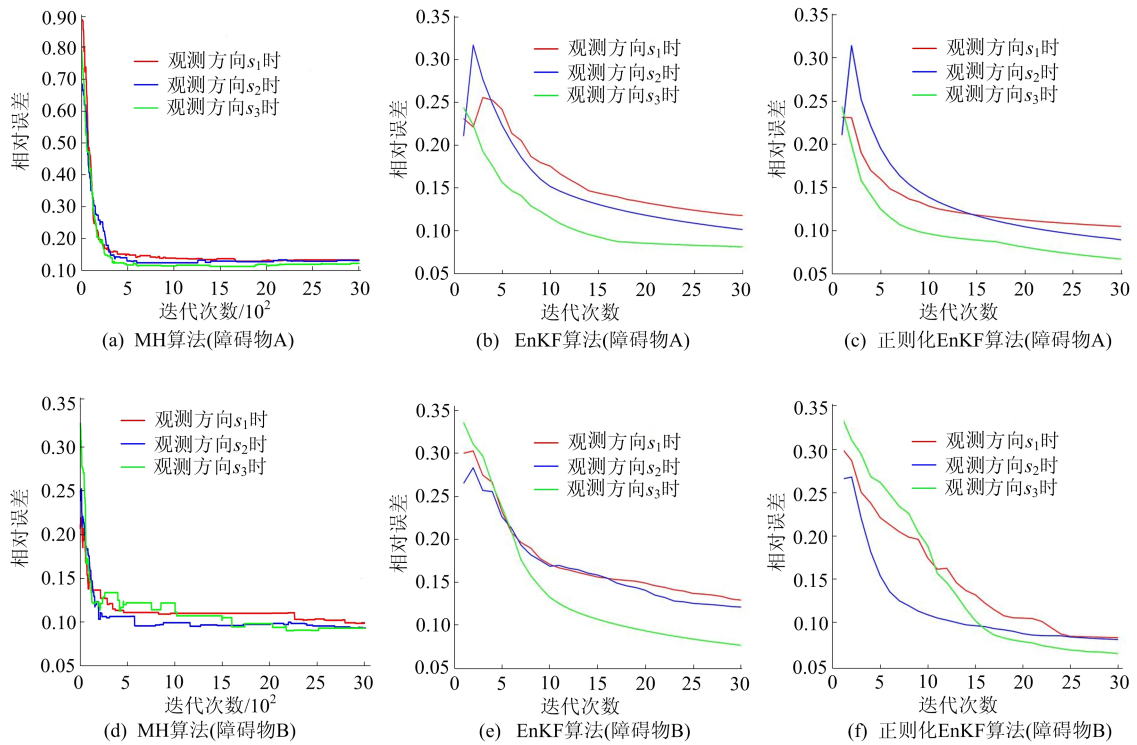 0.90
0.80
0.70
0.60
0.50
0.40
0.30
0.20
0.10
相对误差
观测方向s₁时
观测方向s₂时
观测方向s₃时
0 5 10 15 20 25 30
迭代次数/10²
(a) MH算法(障碍物A)
0.35
0.30
0.25
0.20
0.15
0.10
0.05
相对误差
观测方向s₁时
观测方向s₂时
观测方向s₃时
0 5 10 15 20 25 30
迭代次数
(b) EnKF算法(障碍物A)
0.35
0.30
0.25
0.20
0.15
0.10
0.05
相对误差
观测方向s₁时
观测方向s₂时
观测方向s₃时
0 5 10 15 20 25 30
迭代次数
(c) 正则化EnKF算法(障碍物A)
0.35
0.30
0.25
0.20
0.15
0.10
0.05
相对误差
观测方向s₁时
观测方向s₂时
观测方向s₃时
0 5 10 15 20 25 30
迭代次数/10²
(d) MH算法(障碍物B)
0.35
0.30
0.25
0.20
0.15
0.10
0.05
相对误差
观测方向s₁时
观测方向s₂时
观测方向s₃时
0 5 10 15 20 25 30
迭代次数
(e) EnKF算法(障碍物B)
0.35
0.30
0.25
0.20
0.15
0.10
0.05
相对误差
观测方向s₁时
观测方向s₂时
观测方向s₃时
0 5 10 15 20 25 30
迭代次数
(f) 正则化EnKF算法(障碍物B)